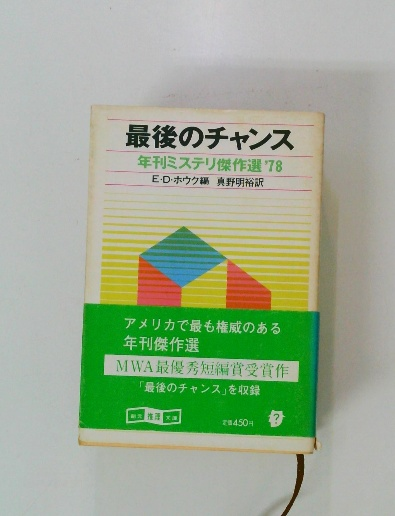 最後のチャンス
年刊ミステリ傑作選'78
E・D・ホウク編 真野明裕訳
アメリカで最も権威のある
年刊傑作選
MWA最優秀短編賞受賞作
「最後のチャンス」を収録
創元 推理 文庫
定価450円
?